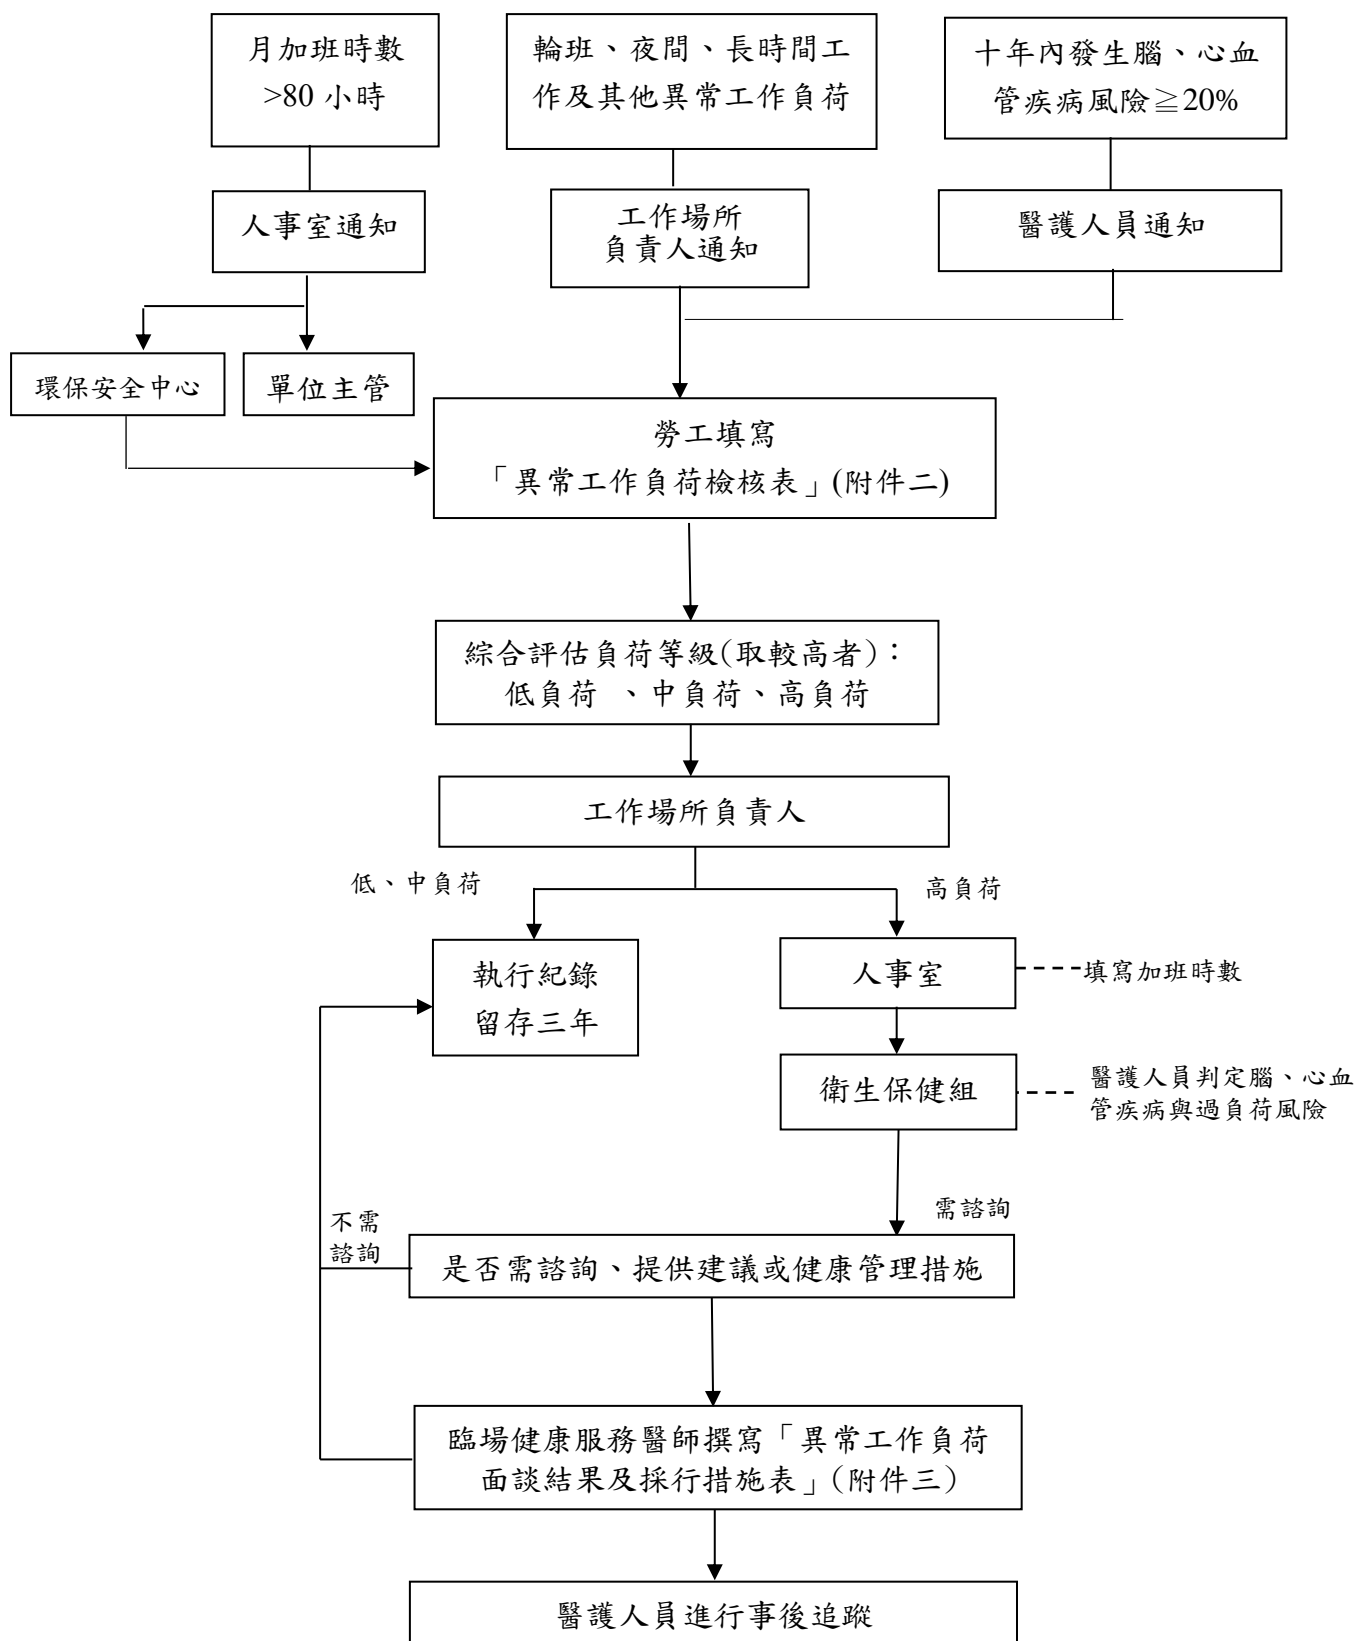 月加班時數
>80 小時
輪班、夜間、長時間工
作及其他異常工作負荷
十年內發生腦、心血
管疾病風險≧20%
人事室通知
工作場所
負責人通知
醫護人員通知
環保安全中心
單位主管
勞工填寫
「異常工作負荷檢核表」(附件二)
綜合評估負荷等級(取較高者)：
低負荷 、中負荷、高負荷
工作場所負責人
低、中負荷
高負荷
執行紀錄
留存三年
人事室
填寫加班時數
衛生保健組
醫護人員判定腦、心血
管疾病與過負荷風險
不需
諮詢
需諮詢
是否需諮詢、提供建議或健康管理措施
臨場健康服務醫師撰寫「異常工作負荷
面談結果及採行措施表」(附件三)
醫護人員進行事後追蹤